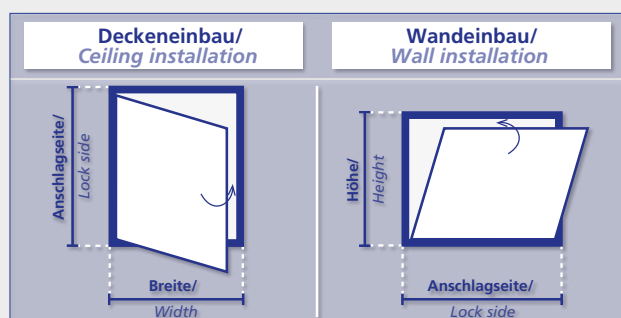 Deckeneinbau/
Ceiling installation
Wandeinbau/
Wall installation
Anschlagseite/
Lock side
Breite/
Width
Höhe/
Height
Anschlagseite/
Lock side